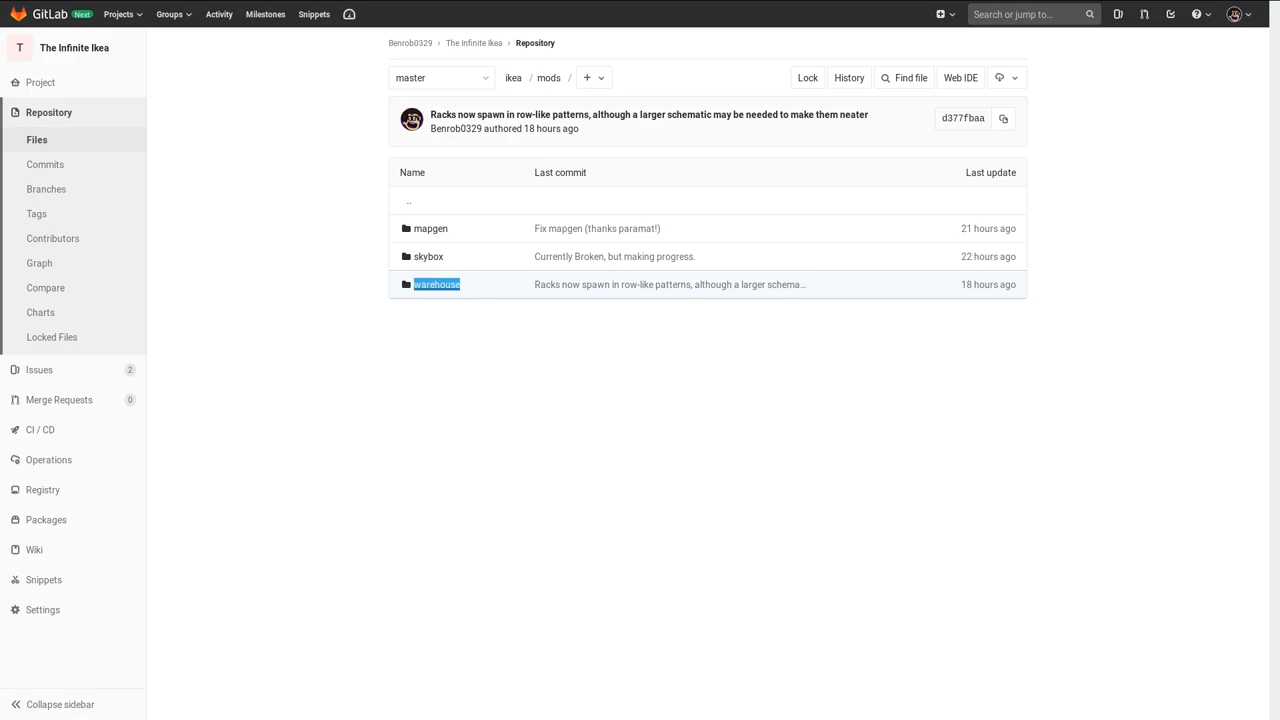 GitLab Next Projects Groups Activity Milestones Snippets Search or jump to...
T The Infinite Ikea
Project
Repository
Files
Commits
Branches
Tags
Contributors
Graph
Compare
Charts
Locked Files
Issues 2
Merge Requests 0
CI / CD
Operations
Registry
Packages
Wiki
Snippets
Settings
Collapse sidebar
Benrob0329 › The Infinite Ikea › Repository
master ikea / mods / + Lock History Find file Web IDE
Racks now spawn in row-like patterns, although a larger schematic may be needed to make them neater
Benrob0329 authored 18 hours ago
d377fbaa
Name Last commit Last update
..
mapgen Fix mapgen (thanks paramat!) 21 hours ago
skybox Currently Broken, but making progress. 22 hours ago
warehouse Racks now spawn in row-like patterns, although a larger schema... 18 hours ago